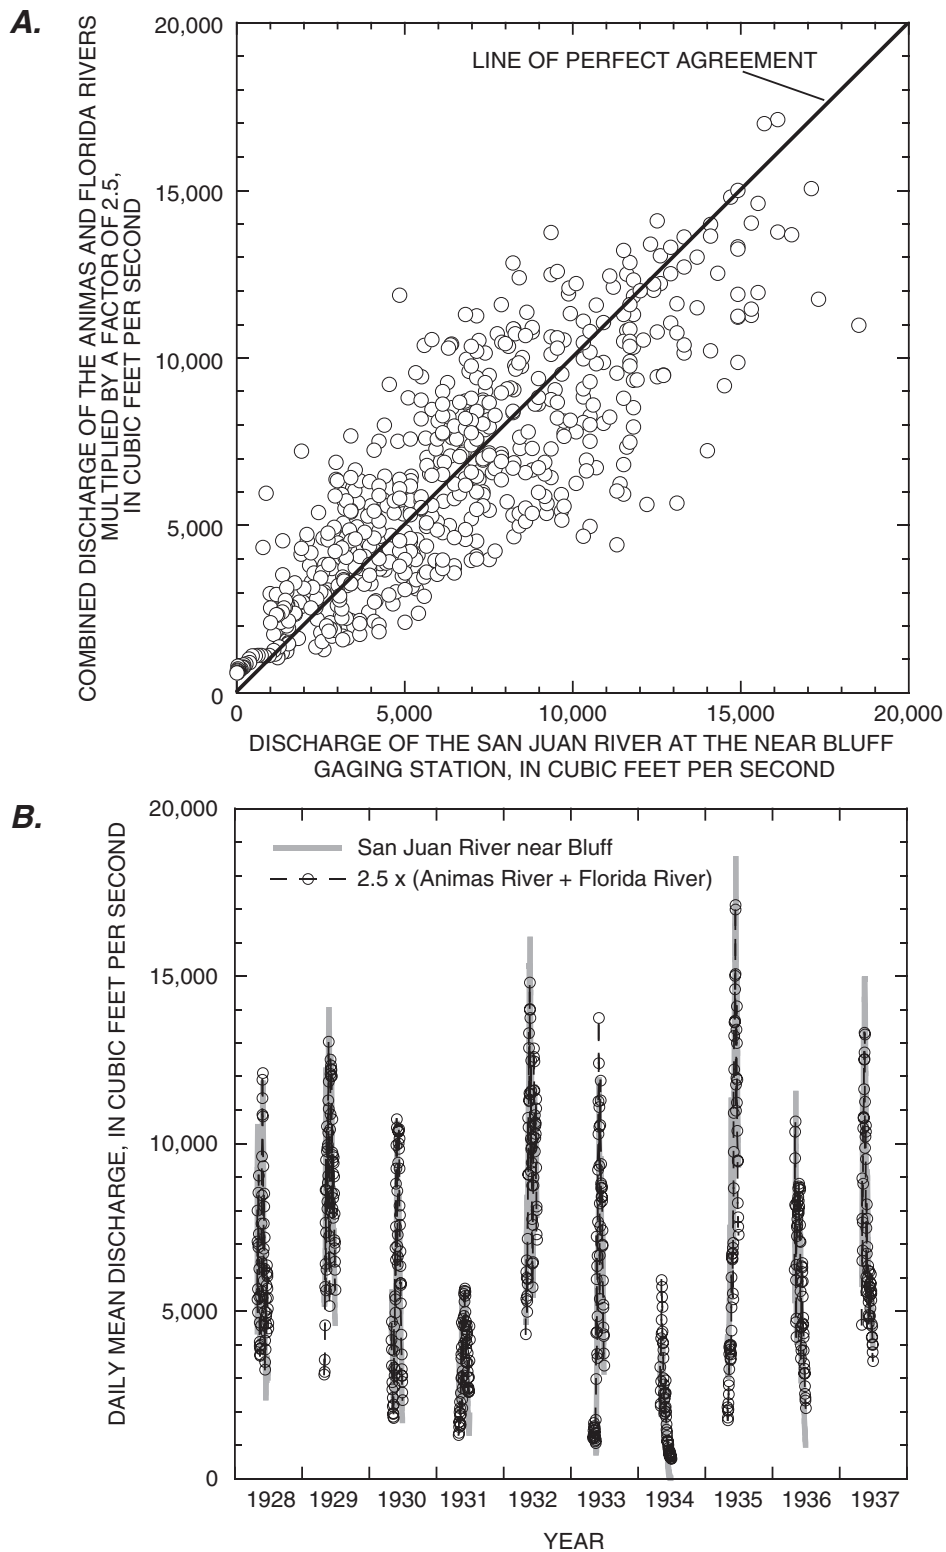 A.
COMBINED DISCHARGE OF THE ANIMAS AND FLORIDA RIVERS
MULTIPLIED BY A FACTOR OF 2.5,
IN CUBIC FEET PER SECOND
20,000
15,000
10,000
5,000
0
LINE OF PERFECT AGREEMENT
0 5,000 10,000 15,000 20,000
DISCHARGE OF THE SAN JUAN RIVER AT THE NEAR BLUFF
GAGING STATION, IN CUBIC FEET PER SECOND
B.
DAILY MEAN DISCHARGE, IN CUBIC FEET PER SECOND
20,000
15,000
10,000
5,000
0
San Juan River near Bluff
2.5 x (Animas River + Florida River)
1928 1929 1930 1931 1932 1933 1934 1935 1936 1937
YEAR